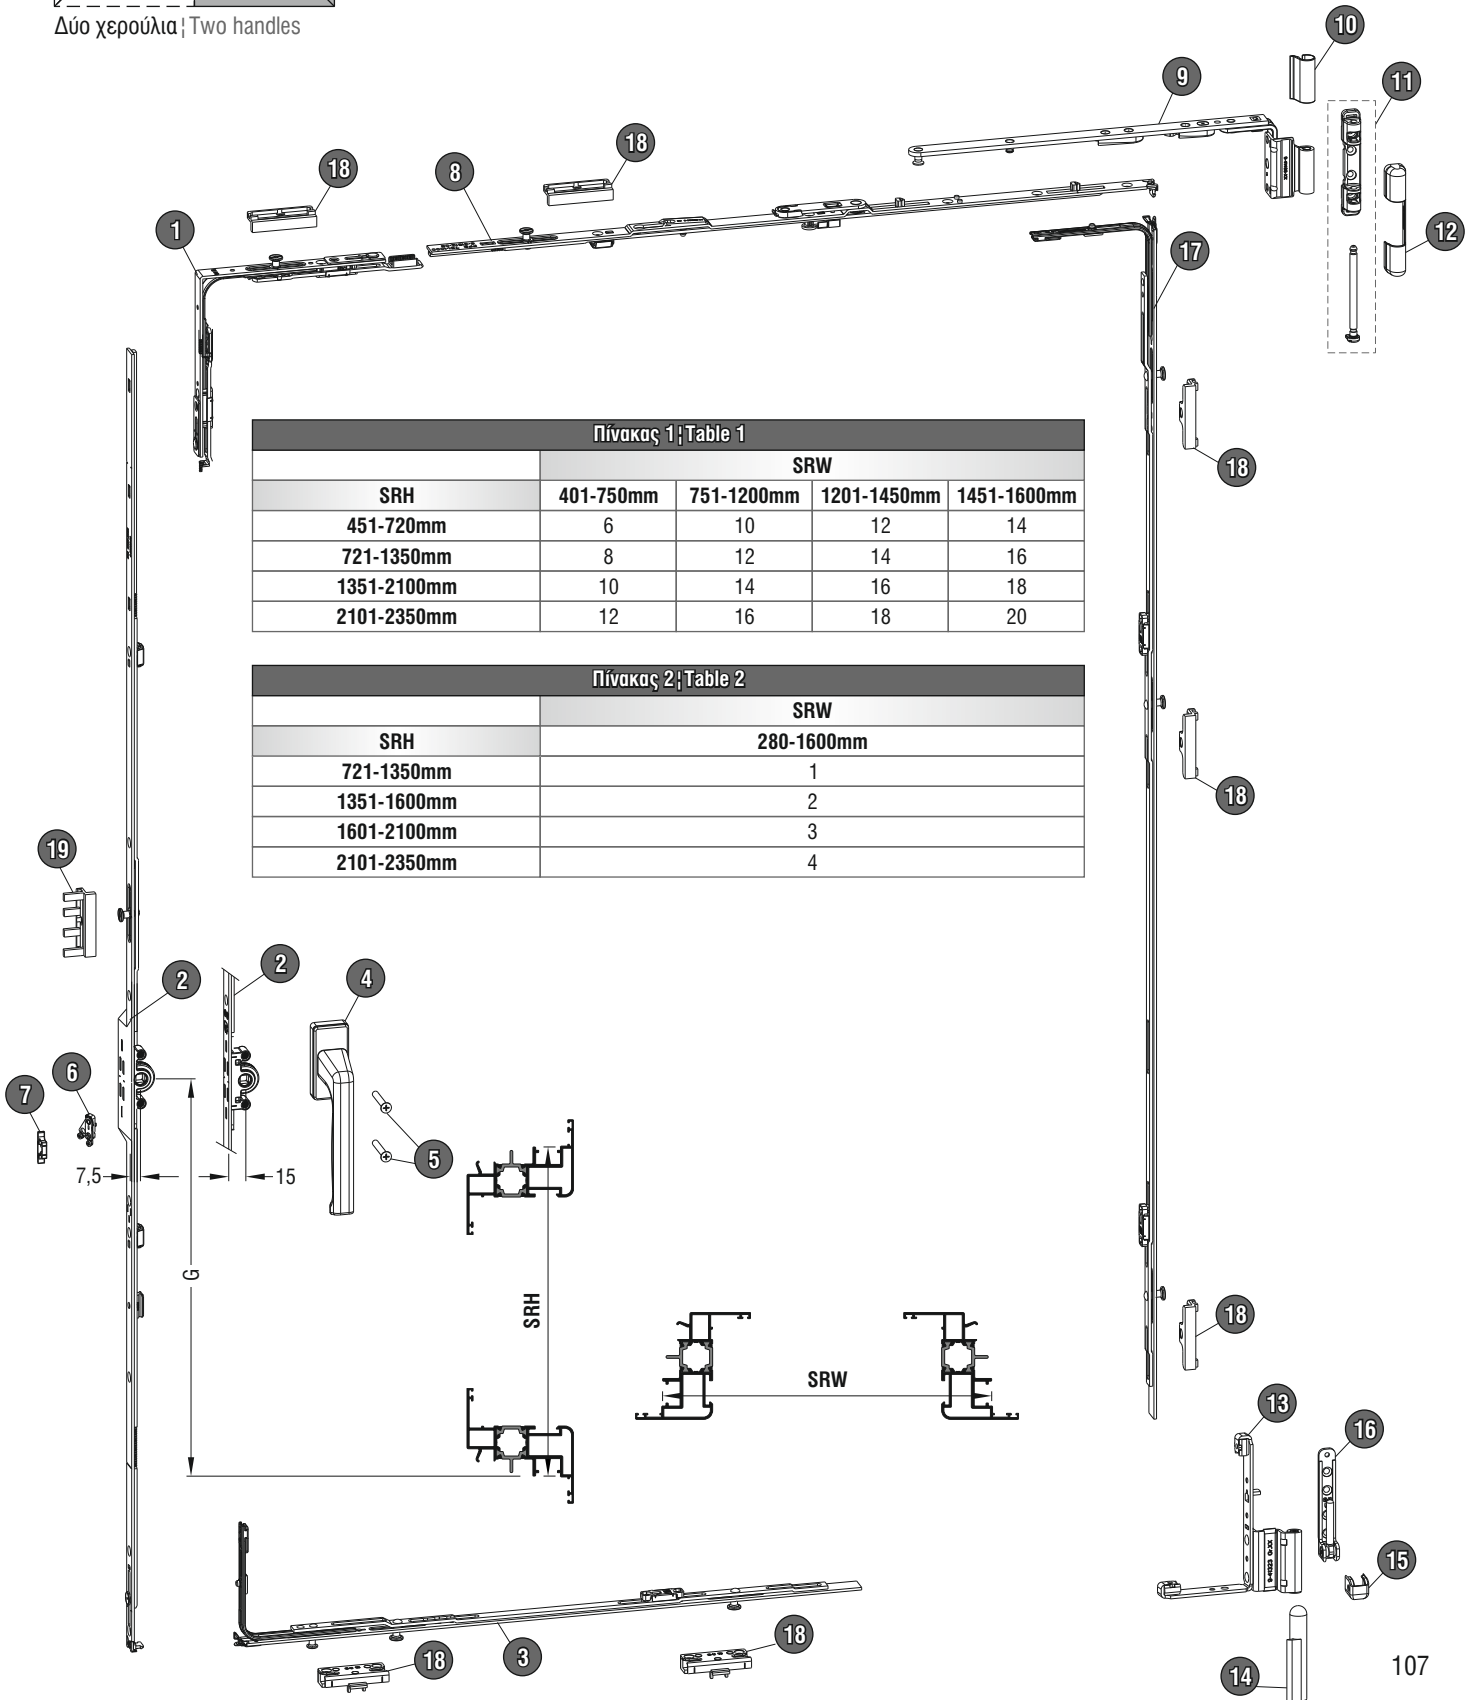 Δύο χερούλια ¦ Two handles
10
9
11
18
18
8
1
12
17
Πίνακας 1 ¦ Table 1
SRW
SRH 401-750mm 751-1200mm 1201-1450mm 1451-1600mm
451-720mm 6 10 12 14
721-1350mm 8 12 14 16
1351-2100mm 10 14 16 18
2101-2350mm 12 16 18 20
18
Πίνακας 2 ¦ Table 2
SRW
SRH 280-1600mm
721-1350mm 1
1351-1600mm 2
1601-2100mm 3
2101-2350mm 4
18
19
2
2
4
6
7
5
7,5
15
G
SRH
SRW
18
13
16
15
3
18
18
14
107